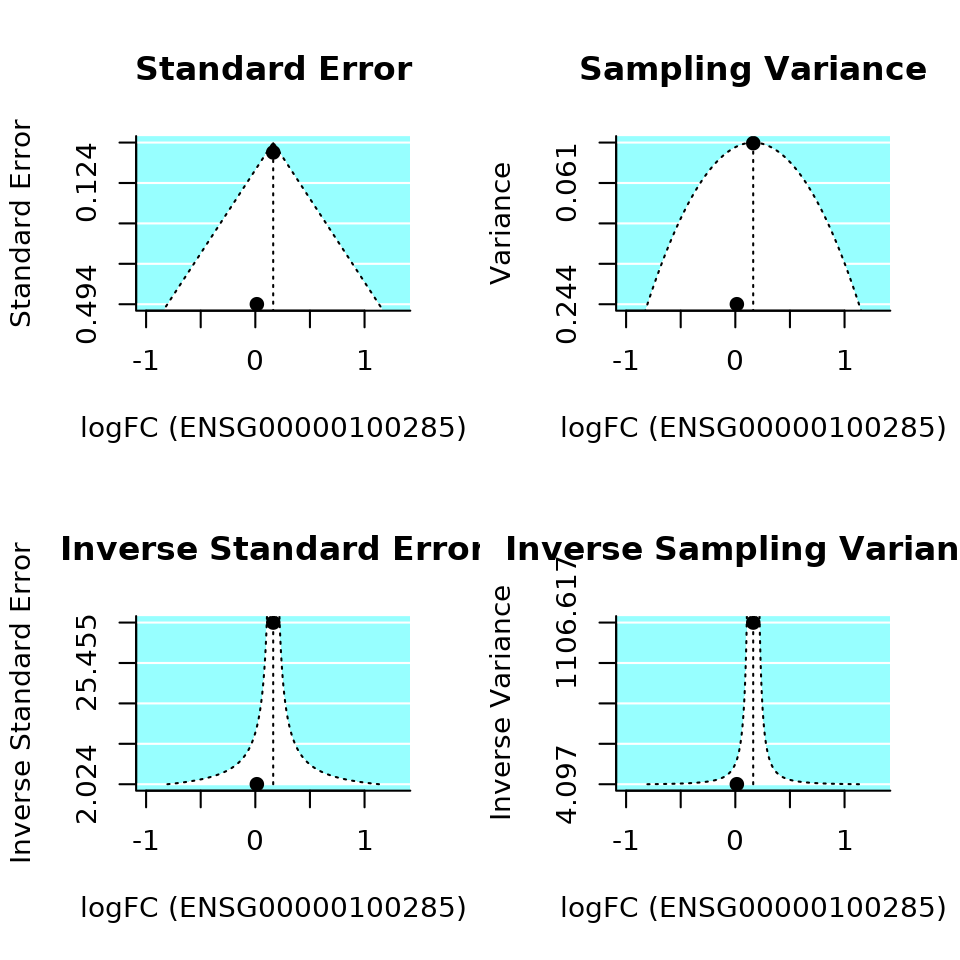 Standard Error
Standard Error
0.124
0.494
-1 0 1
logFC (ENSG00000100285)
Sampling Variance
Variance
0.061
0.244
-1 0 1
logFC (ENSG00000100285)
Inverse Standard Error
Inverse Standard Error
25.455
2.024
-1 0 1
logFC (ENSG00000100285)
Inverse Sampling Varian
Inverse Variance
1106.617
4.097
-1 0 1
logFC (ENSG00000100285)